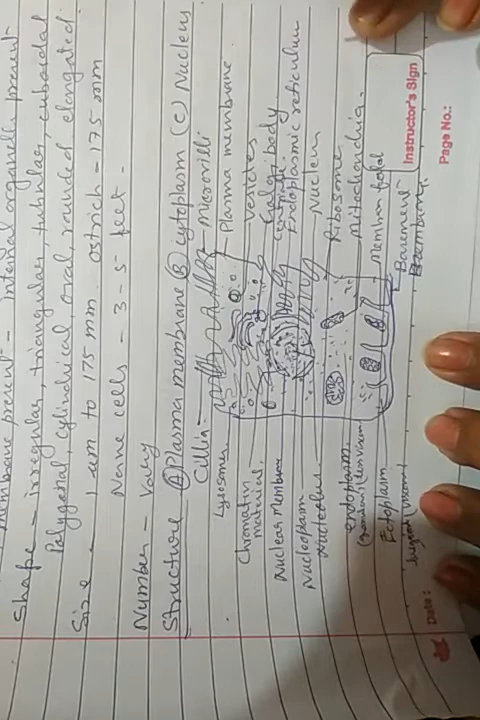 membrane present - internal organelle present
Shape - irregular, triangular, tubular, cuboidal
Polygonal, cylindrical, oval, rounded elongated
Size - 1 um to 175 mm ostrich - 175 mm
Nerve cells - 3-5 feet.
Number - Vary
Structure (A) Plasma membrane (B) cytoplasm (C) Nucleus
Cillia
Microvilli
Lysosome
Plasma membrane
Vesicles
Chromatin
material
Golgi body
Centriole
Endoplasmic reticulum
Nuclear Membrane
Nucleus
Nucleoplasm
Nucleolus
Ribosome
Mitochondria
Endoplasm
Membrane fold
Ectoplasm
Basement
Instructor's Sign
Page No.:
Date: